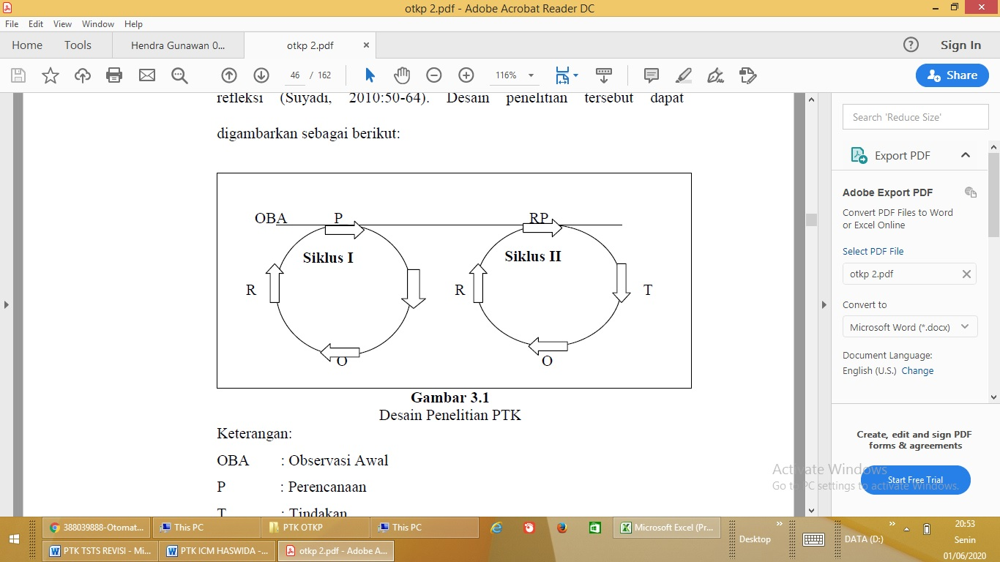 otkp 2.pdf - Adobe Acrobat Reader DC
File Edit View Window Help
Home Tools Hendra Gunawan 0... otkp 2.pdf Sign In
46 / 162 116% Share
refleksi (Suyadi, 2010:50-64). Desain penelitian tersebut dapat
digambarkan sebagai berikut:
OBA P RP
Siklus I Siklus II
R R T
O O
Gambar 3.1
Desain Penelitian PTK
Keterangan:
OBA : Observasi Awal
P : Perencanaan
T : Tindakan
Search 'Reduce Size'
Export PDF
Adobe Export PDF
Convert PDF Files to Word
or Excel Online
Select PDF File
otkp 2.pdf
Convert to
Microsoft Word (*.docx)
Document Language:
English (U.S.) Change
Create, edit and sign PDF
forms & agreements
Start Free Trial
Activate Windows
Go to PC settings to activate Windows.
388039888-Otomat... This PC PTK OTKP This PC Microsoft Excel (Pr...
PTK TSTS REVISI - Mi... PTK ICM HASWIDA -... otkp 2.pdf - Adobe A...
Desktop DATA (D:)
20:53
Senin
01/06/2020